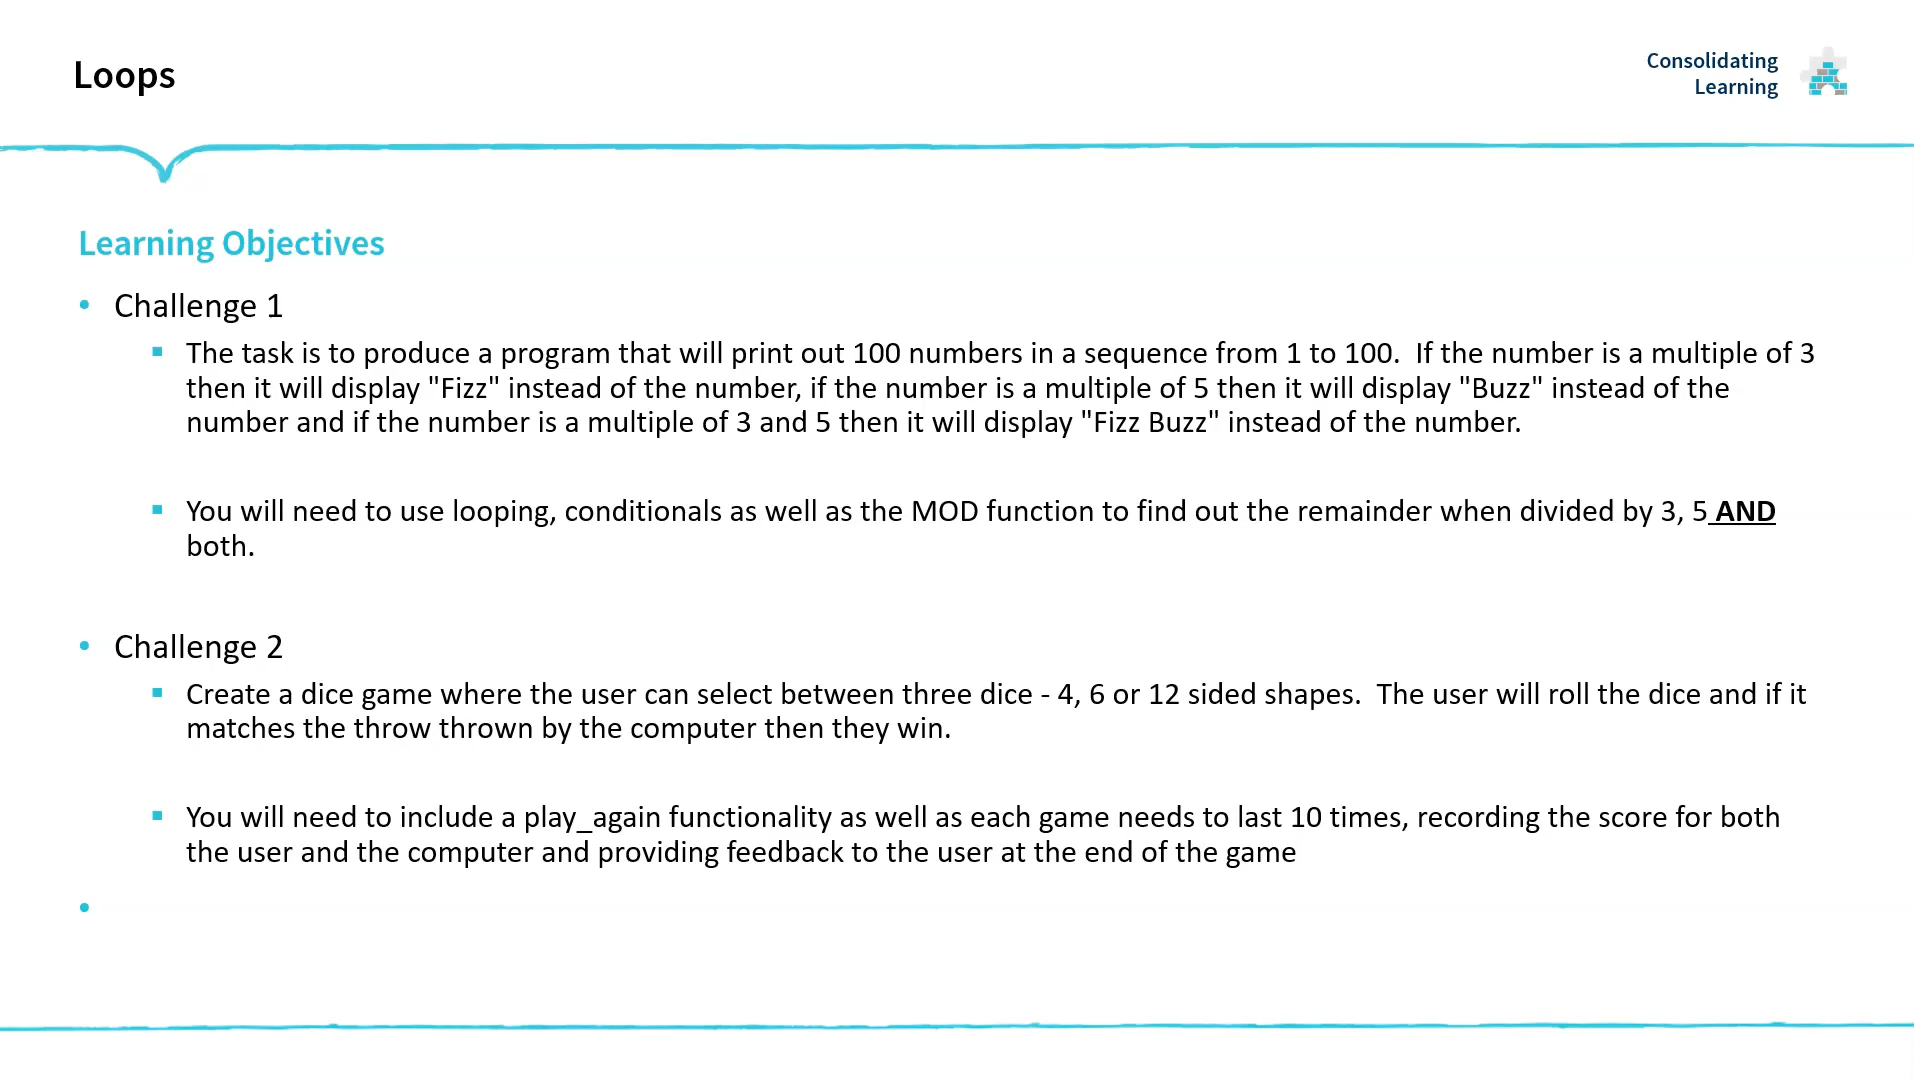 Loops
Consolidating
Learning
Learning Objectives
• Challenge 1
▪ The task is to produce a program that will print out 100 numbers in a sequence from 1 to 100.  If the number is a multiple of 3
then it will display "Fizz" instead of the number, if the number is a multiple of 5 then it will display "Buzz" instead of the
number and if the number is a multiple of 3 and 5 then it will display "Fizz Buzz" instead of the number.
▪ You will need to use looping, conditionals as well as the MOD function to find out the remainder when divided by 3, 5 AND
both.
• Challenge 2
▪ Create a dice game where the user can select between three dice - 4, 6 or 12 sided shapes.  The user will roll the dice and if it
matches the throw thrown by the computer then they win.
▪ You will need to include a play_again functionality as well as each game needs to last 10 times, recording the score for both
the user and the computer and providing feedback to the user at the end of the game
•